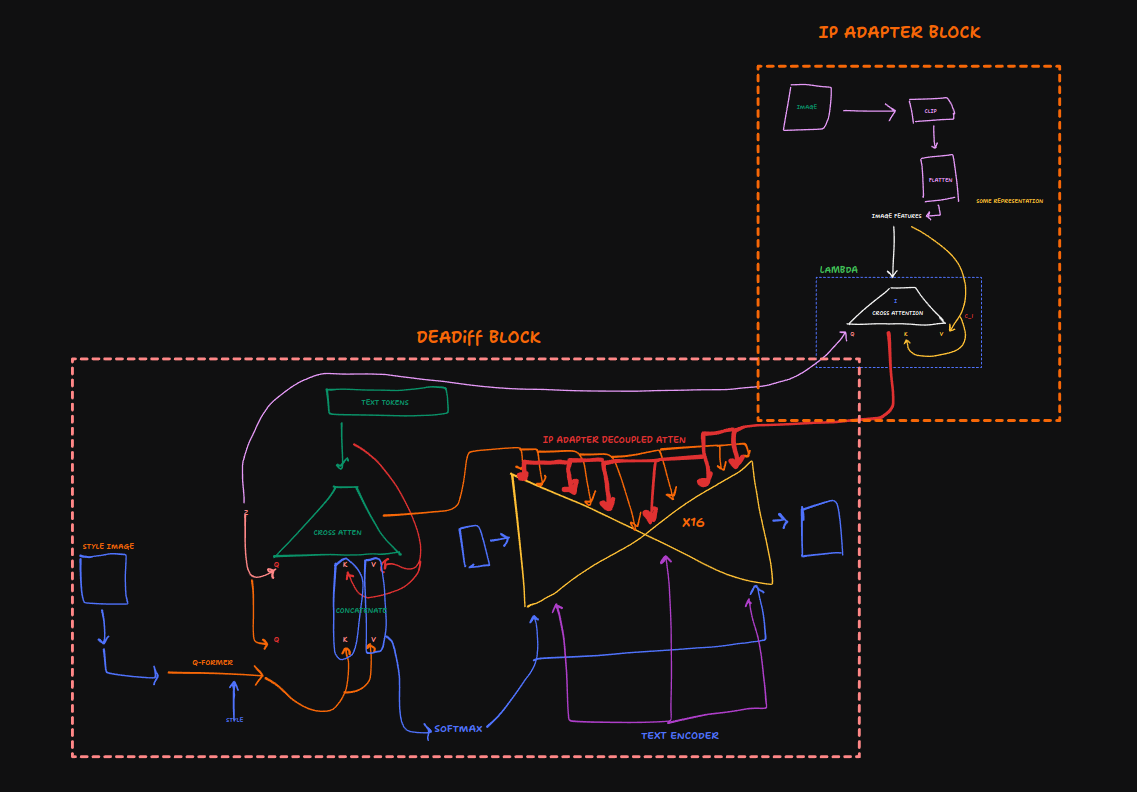 IP ADAPTER BLOCK
IMAGE
CLIP
FLATTEN
SOME REPRESENTATION
IMAGE FEATURES
LAMBDA
I
CROSS ATTENTION
C_I
Q
K
V
DEADiff BLOCK
TEXT TOKENS
IP ADAPTER DECOUPLED ATTEN
Z
CROSS ATTEN
X16
STYLE IMAGE
Q
K
V
CONCATENATE
Q
K
V
Q-FORMER
STYLE
SOFTMAX
TEXT ENCODER